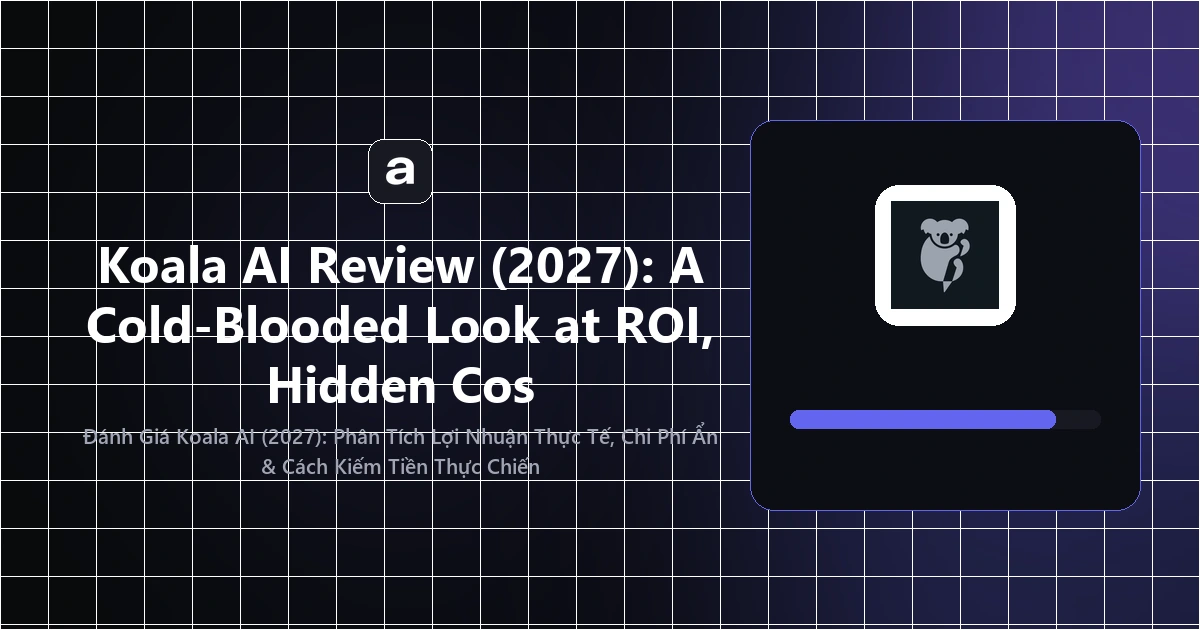 a
Koala AI Review (2027): A
Cold-Blooded Look at ROI,
Hidden Cos
Đánh Giá Koala AI (2027): Phân Tích Lợi Nhuận Thực Tế, Chi Phí Ẩn
& Cách Kiếm Tiền Thực Chiến